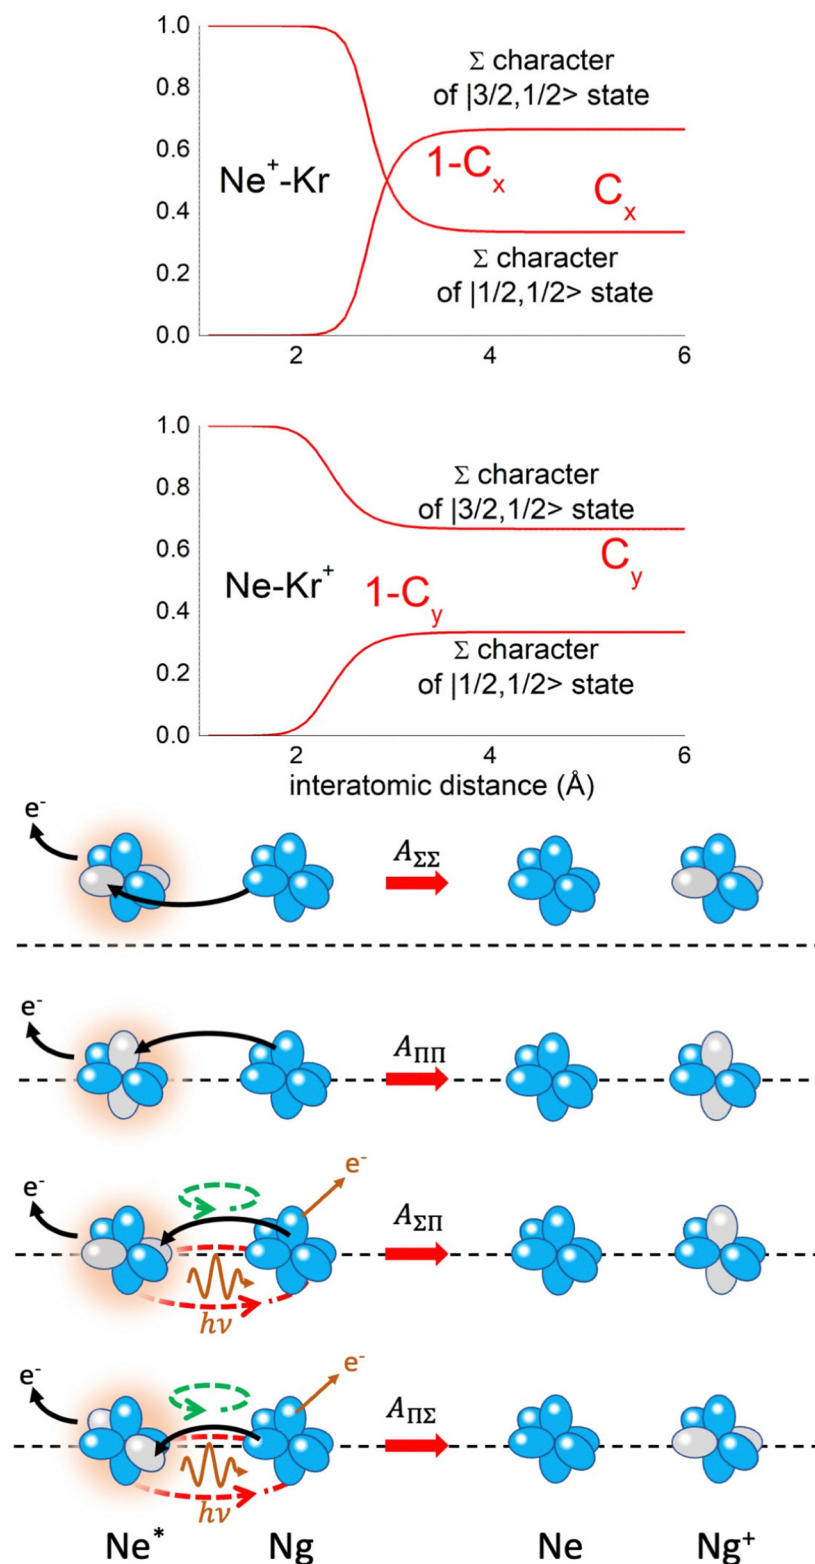 1.0
0.8
0.6
0.4
0.2
0.0
Σ character
of |3/2,1/2> state
Ne⁺-Kr
1-Cₓ
Cₓ
Σ character
of |1/2,1/2> state
2
4
6
1.0
0.8
0.6
0.4
0.2
0.0
Σ character
of |3/2,1/2> state
C_y
Ne-Kr⁺
1-C_y
Σ character
of |1/2,1/2> state
2
4
6
interatomic distance (Å)
e⁻
A_ΣΣ
e⁻
A_ΠΠ
e⁻
e⁻
A_ΣΠ
hν
e⁻
e⁻
A_ΠΣ
hν
Ne* Ng Ne Ng⁺